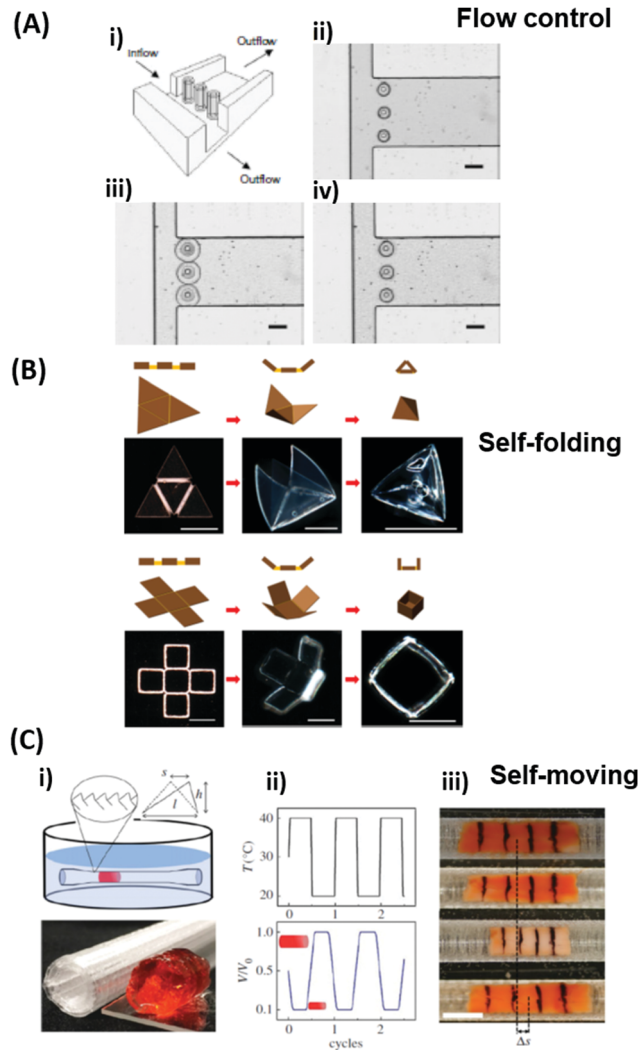 (A)
Flow control
i)
Inflow
Outflow
Outflow
ii)
iii)
iv)
(B)
Self-folding
(C)
Self-moving
i)
s
h
l
ii)
T(°C)
40
30
20
0
1
2
V/V0
1.0
0.5
0.1
0
1
2
cycles
iii)
Δs